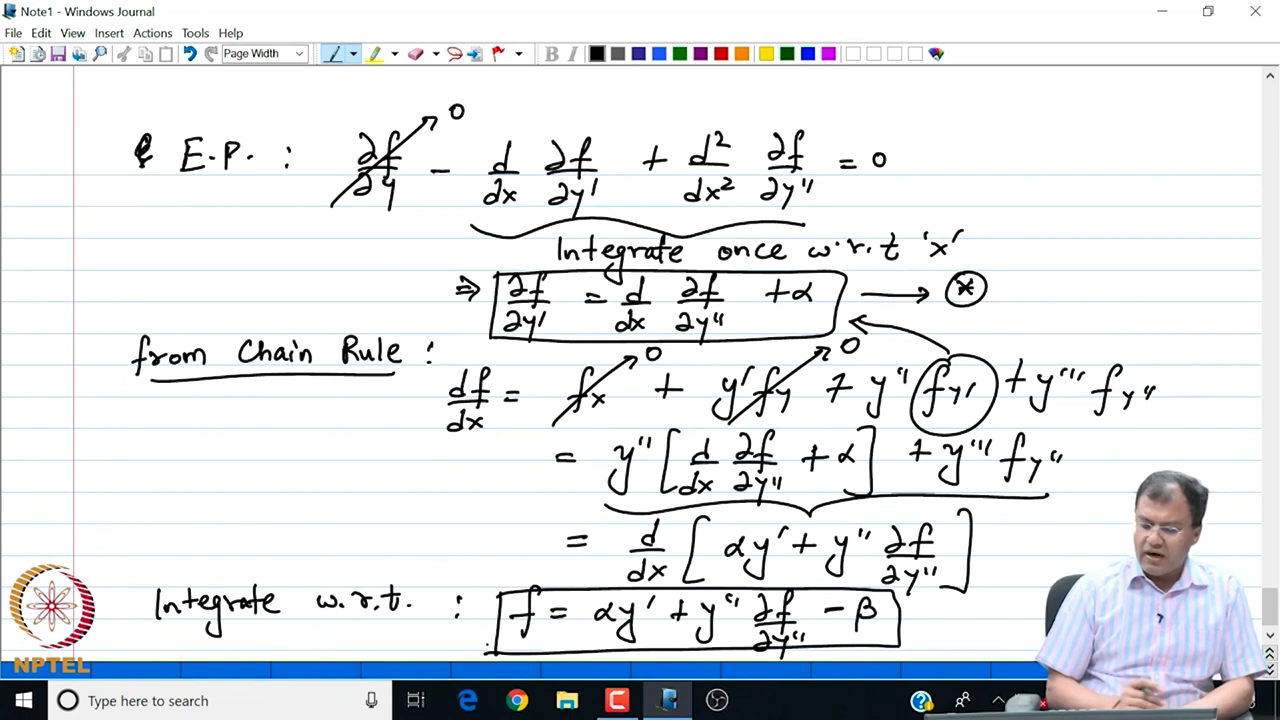 Note1 - Windows Journal
File Edit View Insert Actions Tools Help
Page Width B I
& E.P. : ∂f/∂y → 0 - d/dx ∂f/∂y' + d²/dx² ∂f/∂y'' = 0
Integrate once w.r.t 'x'
⇒ ∂f/∂y' = d/dx ∂f/∂y'' + α → (*)
from Chain Rule :
df/dx = fx → 0 + y' fy → 0 + y'' fy' + y''' fy''
= y'' [ d/dx ∂f/∂y'' + α ] + y''' fy''
= d/dx [ αy' + y'' ∂f/∂y'' ]
Integrate w.r.t. : f = αy' + y'' ∂f/∂y'' - β
NPTEL
Type here to search